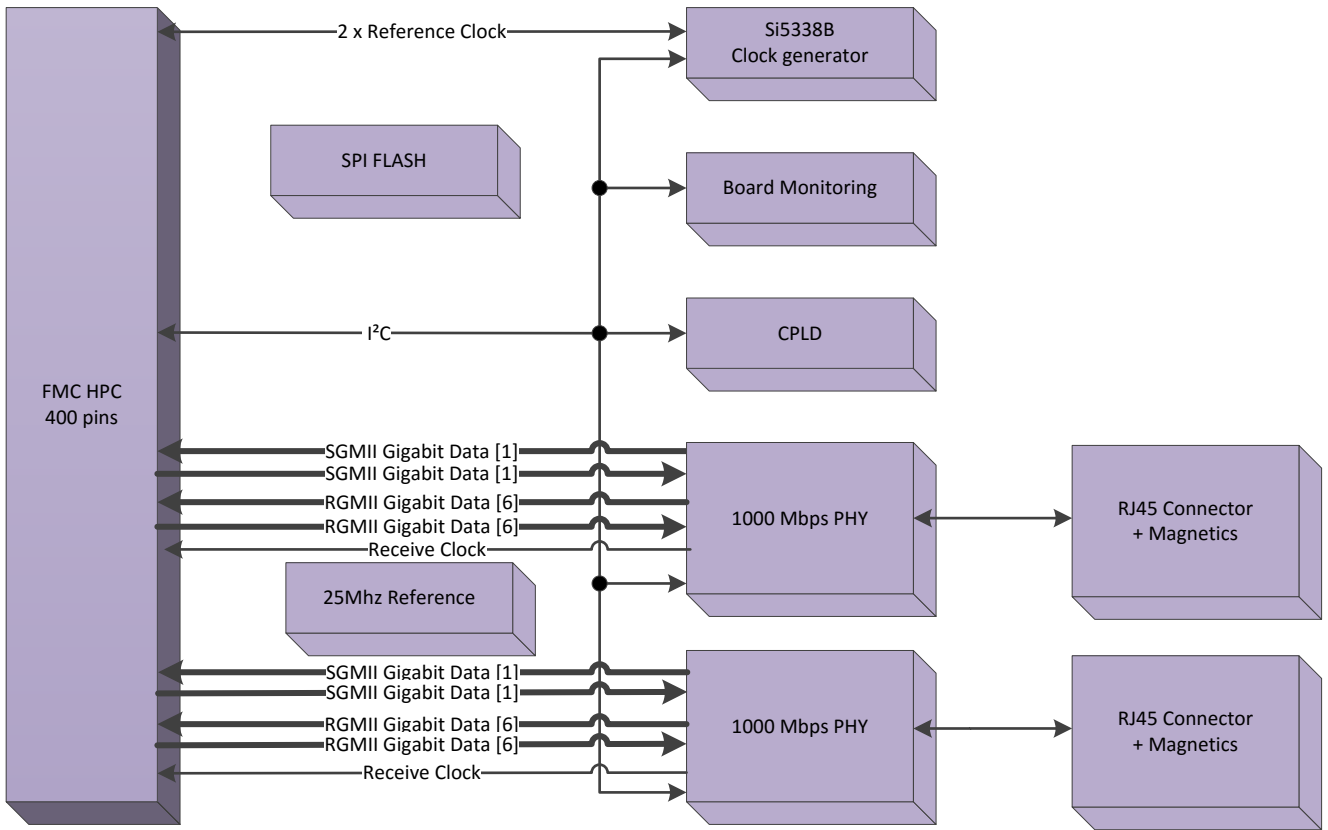 2 x Reference Clock
Si5338B
Clock generator
SPI FLASH
Board Monitoring
I²C
CPLD
FMC HPC
400 pins
SGMII Gigabit Data [1]
SGMII Gigabit Data [1]
RGMII Gigabit Data [6]
RGMII Gigabit Data [6]
Receive Clock
1000 Mbps PHY
RJ45 Connector
+ Magnetics
25Mhz Reference
SGMII Gigabit Data [1]
SGMII Gigabit Data [1]
RGMII Gigabit Data [6]
RGMII Gigabit Data [6]
Receive Clock
1000 Mbps PHY
RJ45 Connector
+ Magnetics